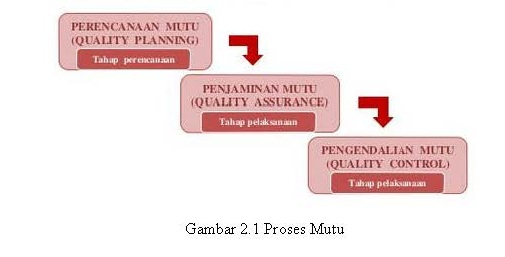 PERENCANAAN MUTU
(QUALITY PLANNING)
Tahap perencanaan
PENJAMINAN MUTU
(QUALITY ASSURANCE)
Tahap pelaksanaan
PENGENDALIAN MUTU
(QUALITY CONTROL)
Tahap pelaksanaan
Gambar 2.1 Proses Mutu